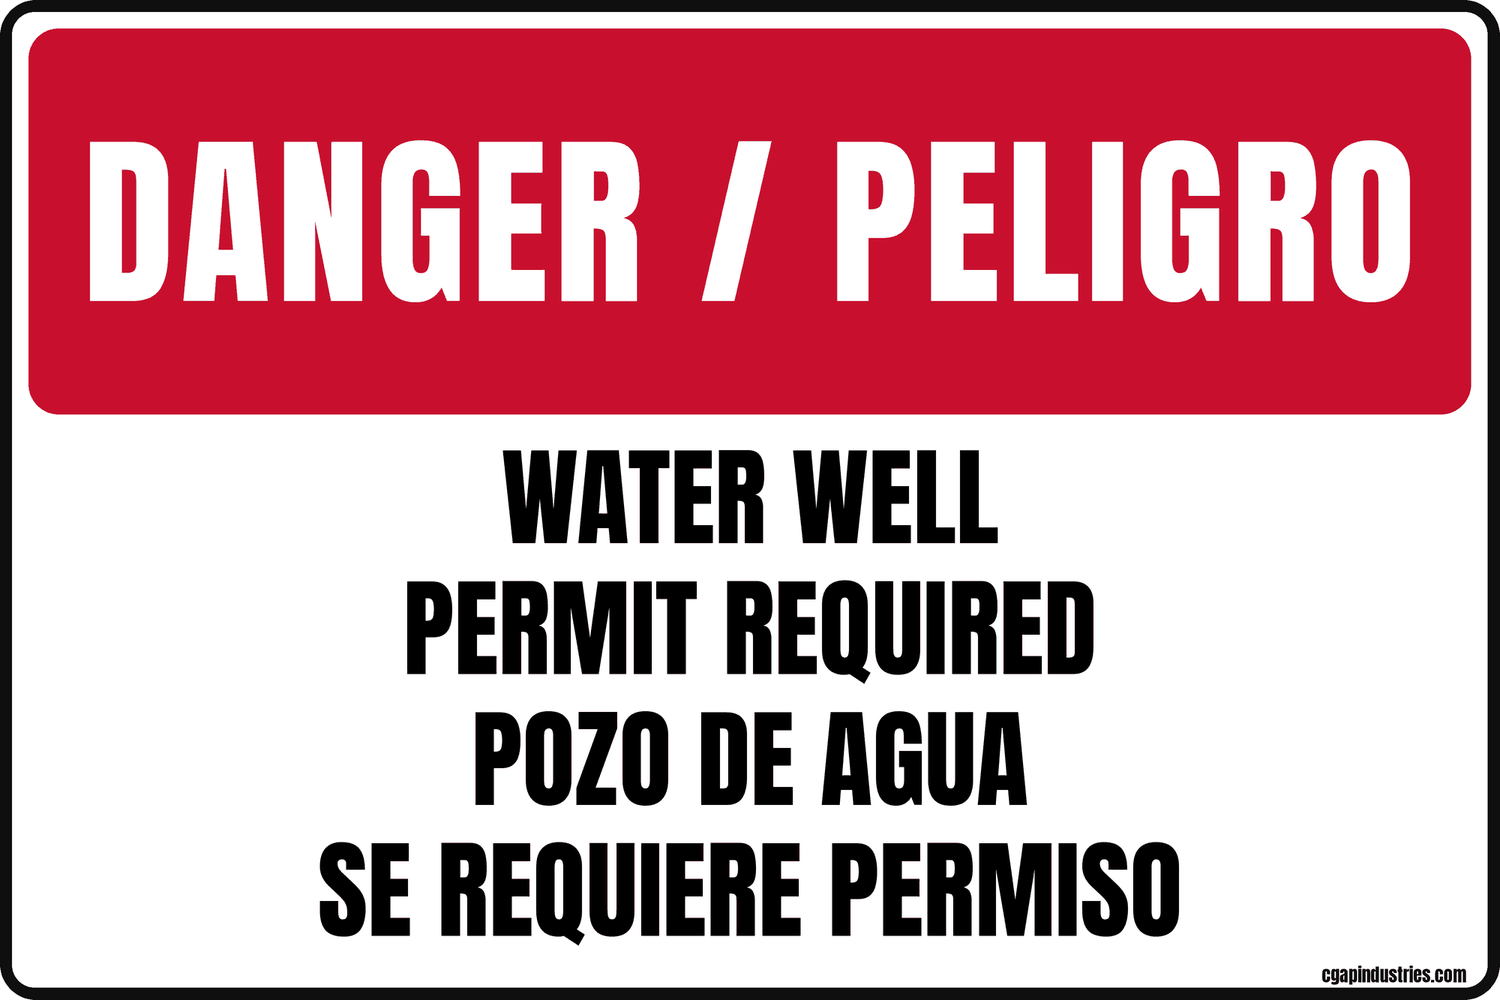 DANGER / PELIGRO
WATER WELL
PERMIT REQUIRED
POZO DE AGUA
SE REQUIERE PERMISO
cgapindustries.com